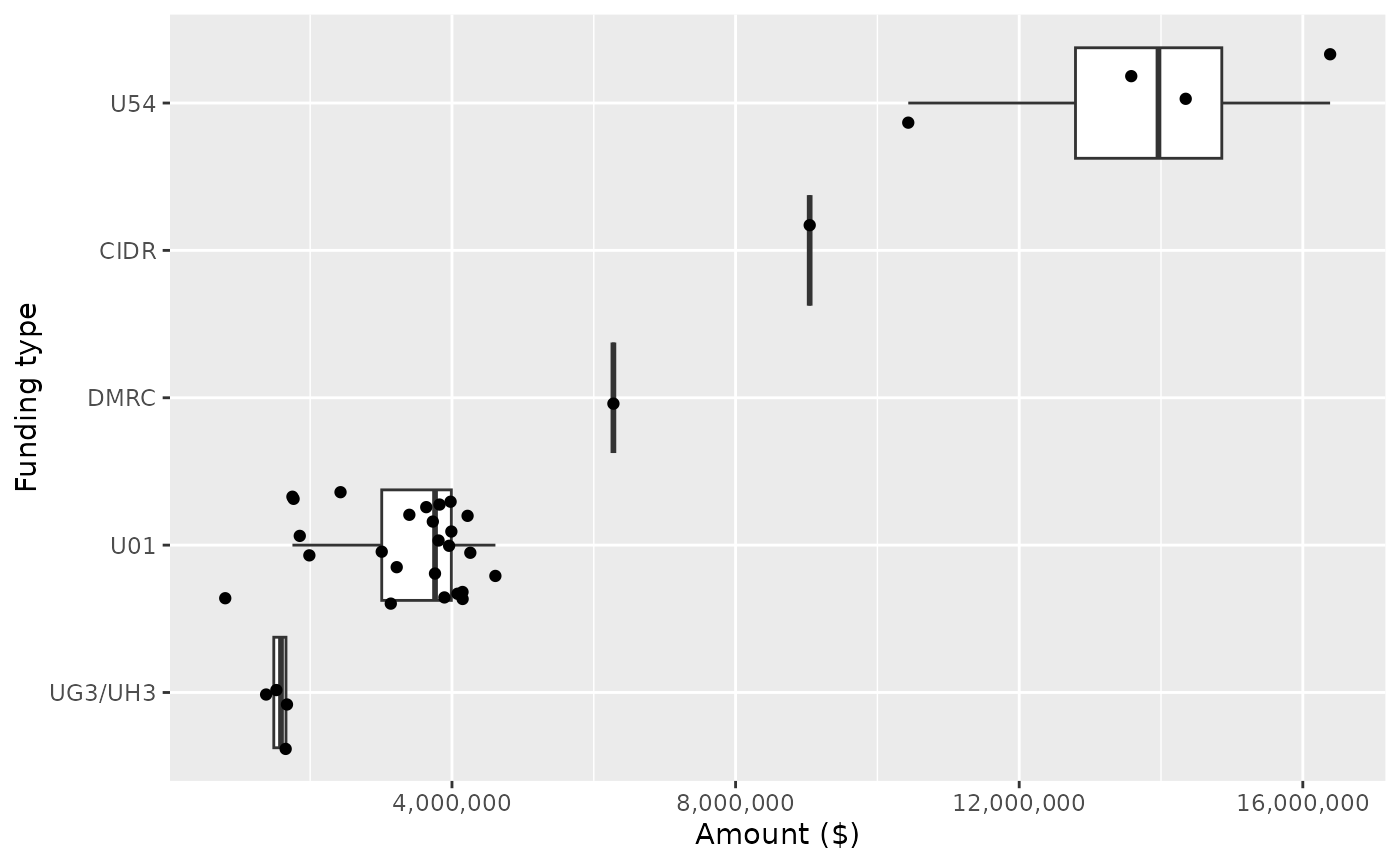 U54
CIDR
DMRC
U01
UG3/UH3
Funding type
4,000,000
8,000,000
12,000,000
16,000,000
Amount ($)